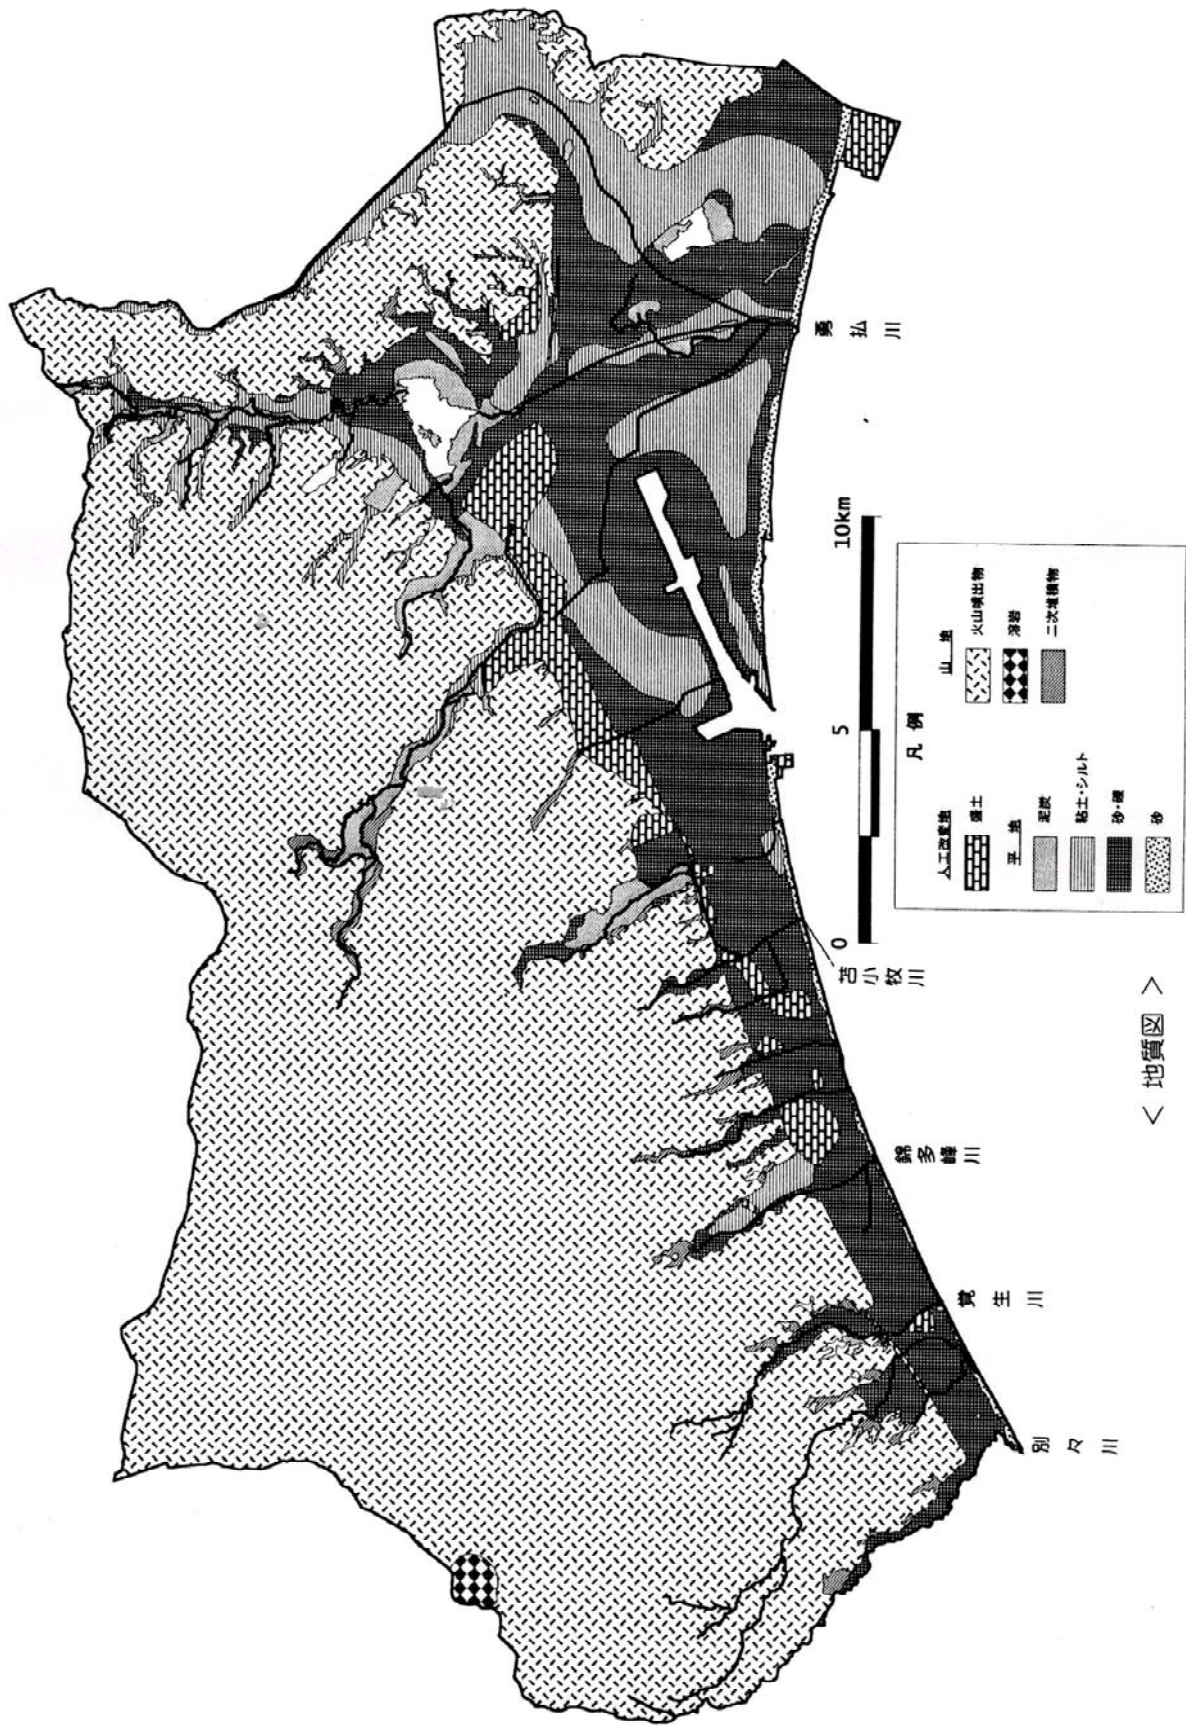 勇払川
苫小牧川
錦多峰川
覚生川
別々川
0 5 10km
凡例
人工改変地
盛土
平地
泥炭
粘土・シルト
砂・礫
砂
山地
火山噴出物
溶岩
二次堆積物
<地質図>